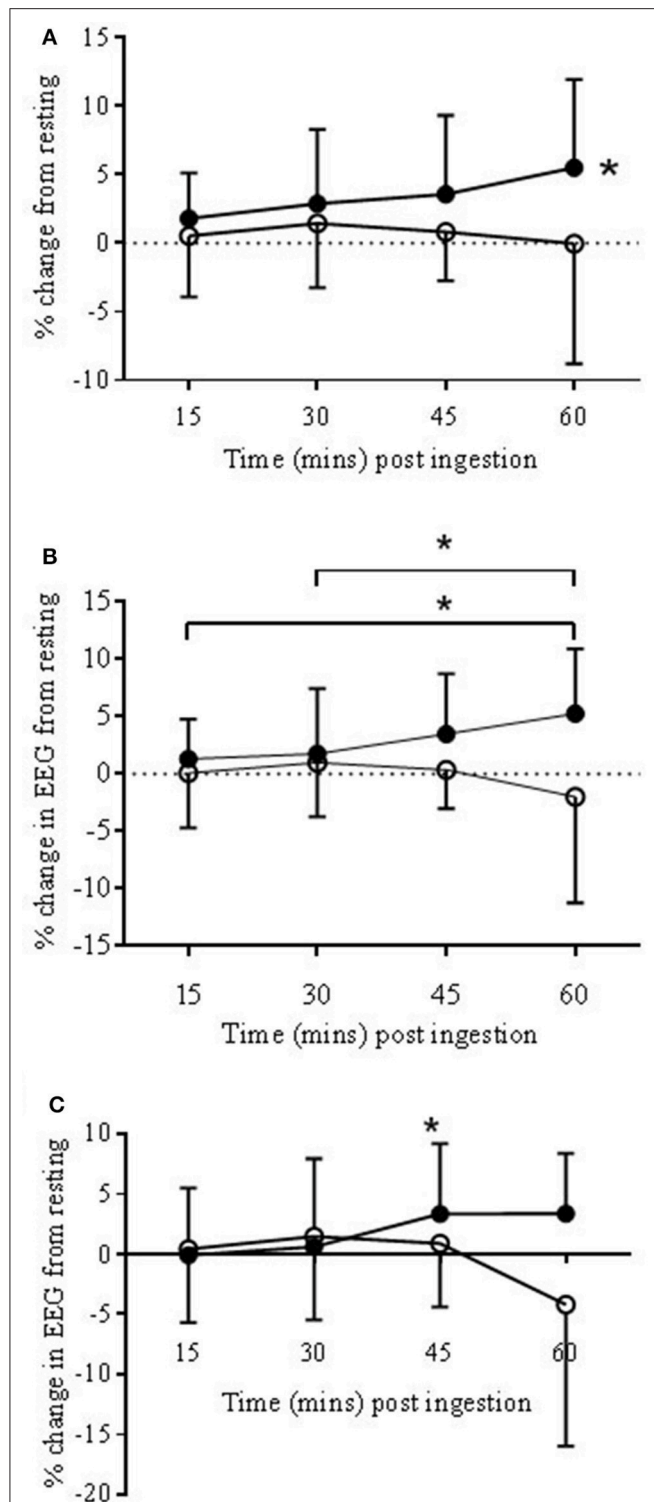 A
15
10
5
0
-5
-10
% change from resting
*
15 30 45 60
Time (mins) post ingestion
B
*
*
15
10
5
0
-5
-10
-15
% change in EEG from resting
15 30 45 60
Time (mins) post ingestion
C
*
10
5
0
-5
-10
-15
-20
% change in EEG from resting
15 30 45 60
Time (mins) post ingestion